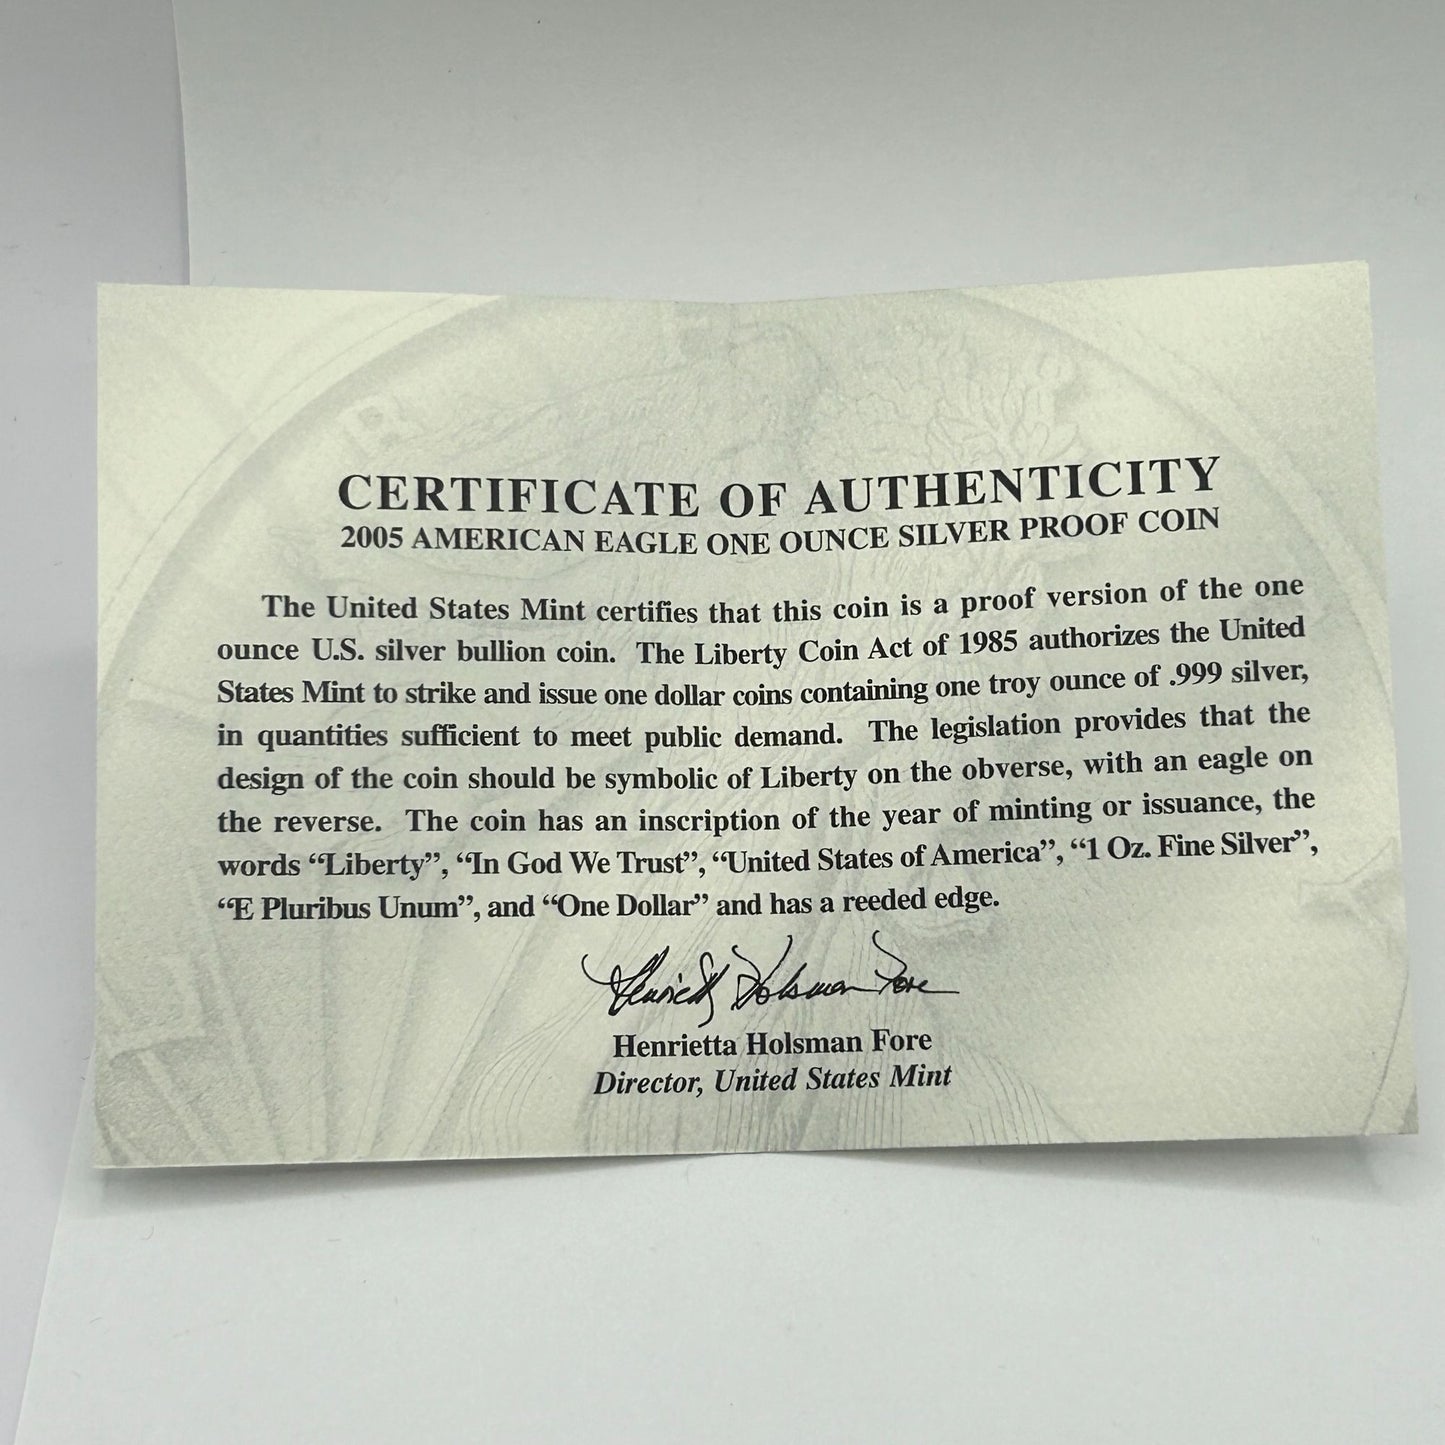 CERTIFICATE OF AUTHENTICITY
2005 AMERICAN EAGLE ONE OUNCE SILVER PROOF COIN
The United States Mint certifies that this coin is a proof version of the one
ounce U.S. silver bullion coin. The Liberty Coin Act of 1985 authorizes the United
States Mint to strike and issue one dollar coins containing one troy ounce of .999 silver,
in quantities sufficient to meet public demand. The legislation provides that the
design of the coin should be symbolic of Liberty on the obverse, with an eagle on
the reverse. The coin has an inscription of the year of minting or issuance, the
words “Liberty”, “In God We Trust”, “United States of America”, “1 Oz. Fine Silver”,
“E Pluribus Unum”, and “One Dollar” and has a reeded edge.
Henrietta Holsman Fore
Henrietta Holsman Fore
Director, United States Mint